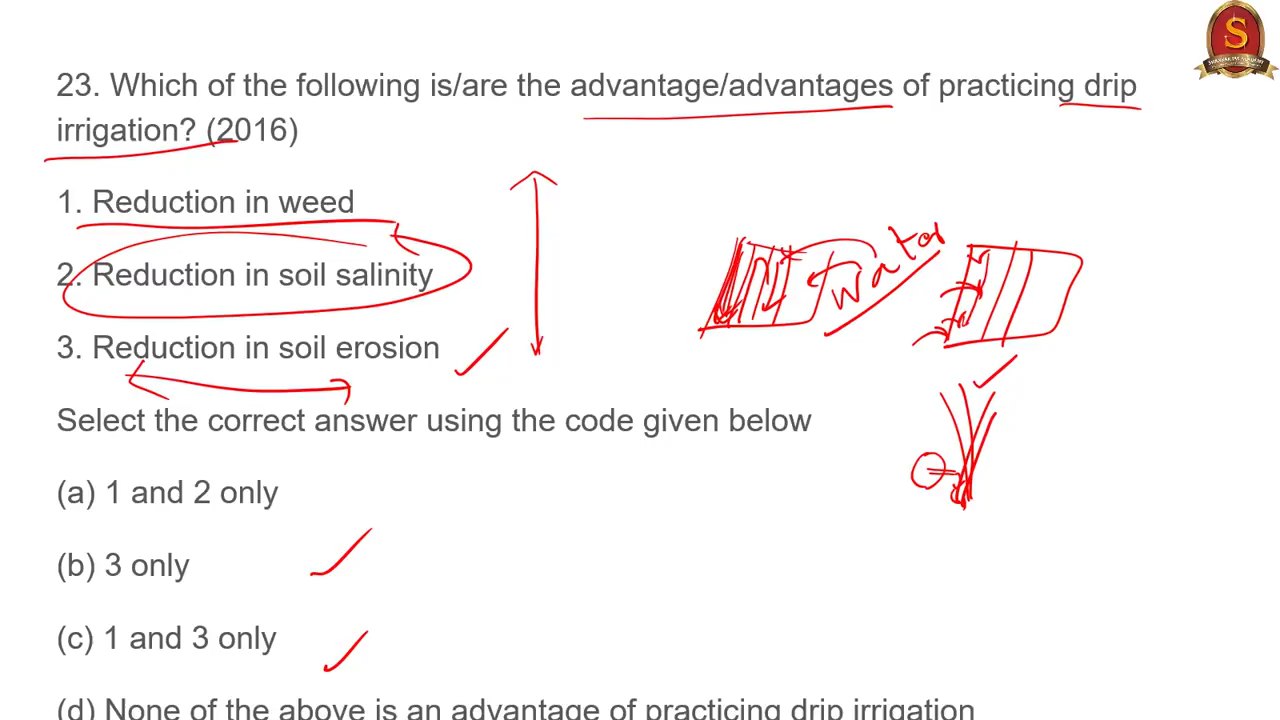 S
23. Which of the following is/are the advantage/advantages of practicing drip
irrigation? (2016)
1. Reduction in weed
2. Reduction in soil salinity
3. Reduction in soil erosion
water
Select the correct answer using the code given below
(a) 1 and 2 only
(b) 3 only
(c) 1 and 3 only
(d) None of the above is an advantage of practicing drip irrigation